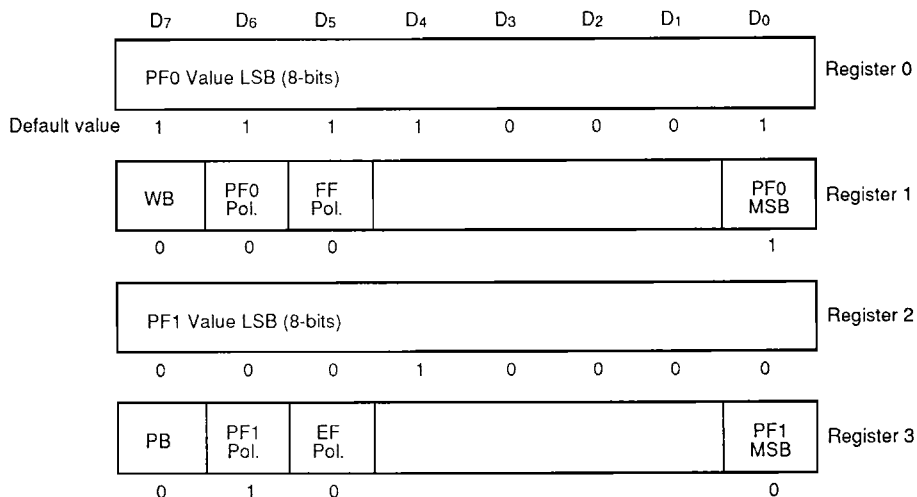 D7 D6 D5 D4 D3 D2 D1 D0
PF0 Value LSB (8-bits) Register 0
Default value 1 1 1 1 0 0 0 1
WB PF0 Pol. FF Pol. PF0 MSB Register 1
0 0 0 1
PF1 Value LSB (8-bits) Register 2
0 0 0 1 0 0 0 0
PB PF1 Pol. EF Pol. PF1 MSB Register 3
0 1 0 0